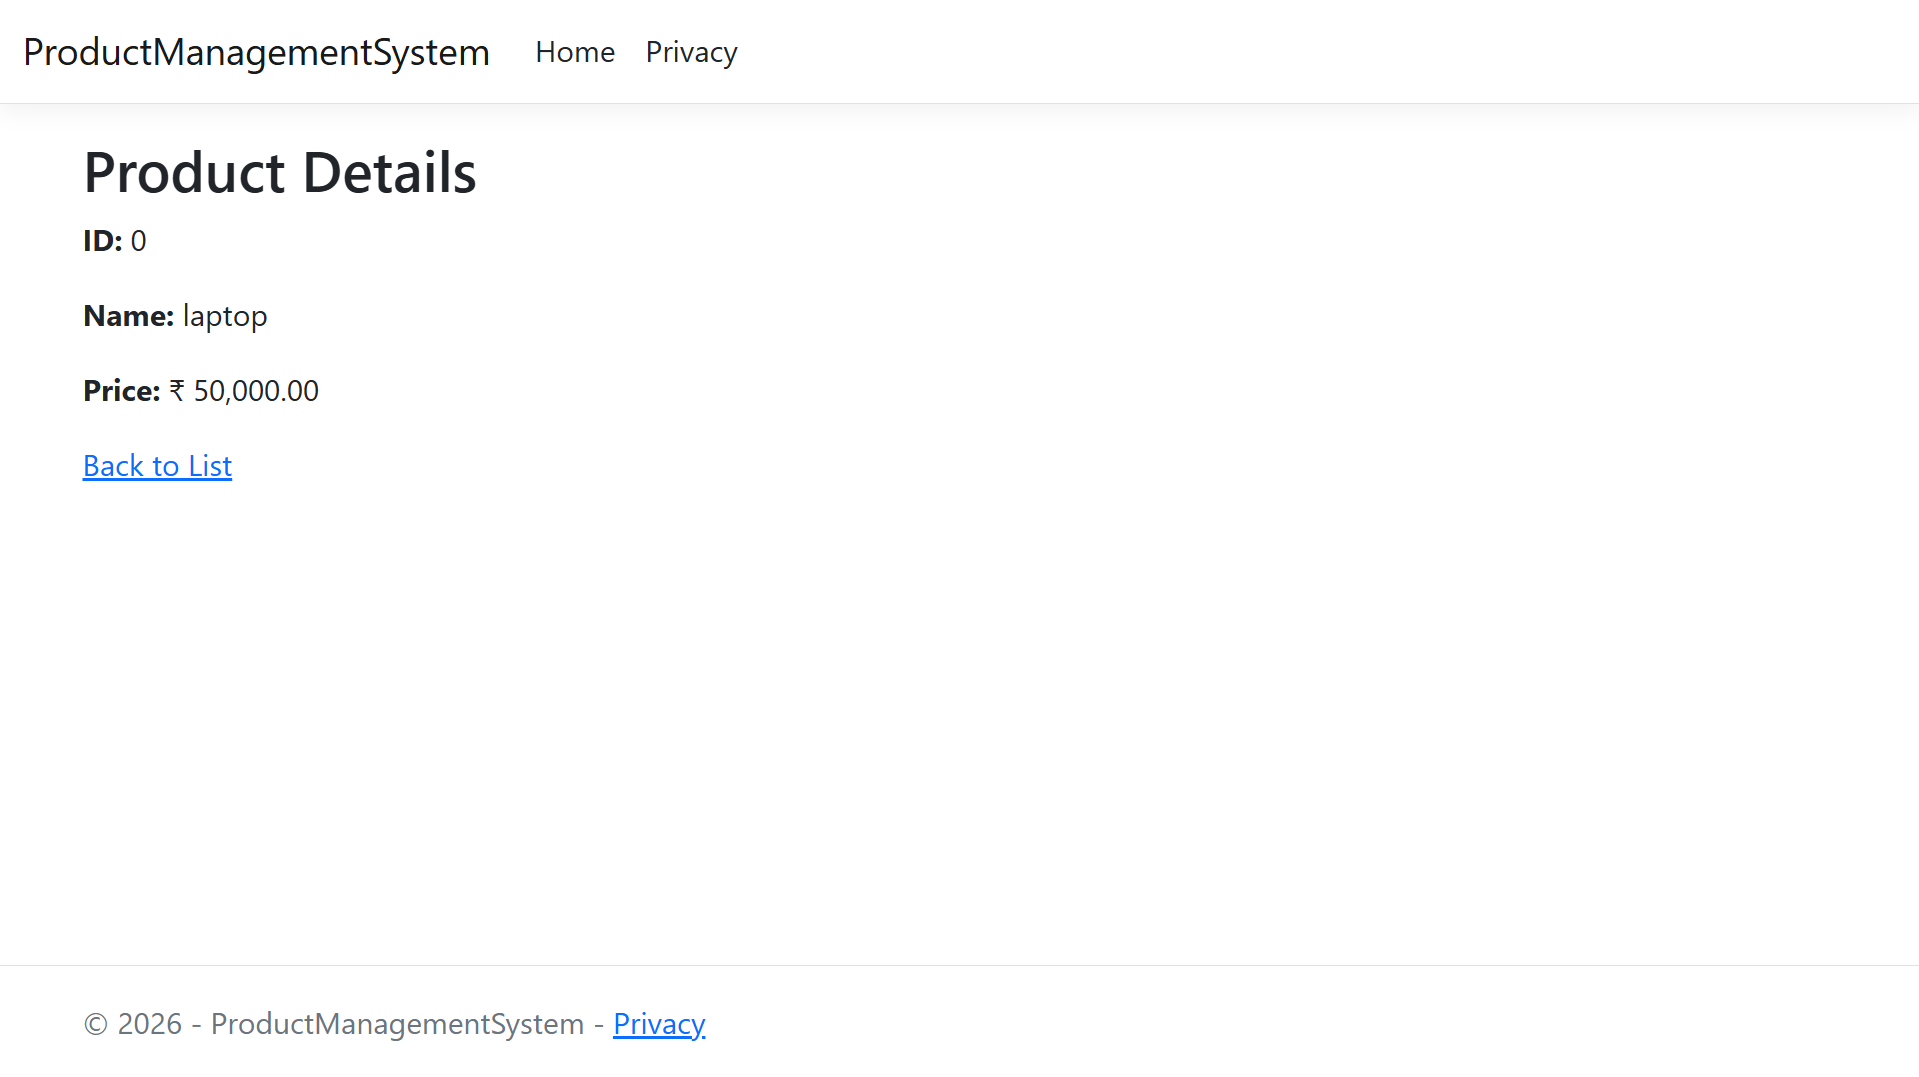 ProductManagementSystem Home Privacy
Product Details
ID: 0
Name: laptop
Price: ₹ 50,000.00
Back to List
© 2026 - ProductManagementSystem - Privacy